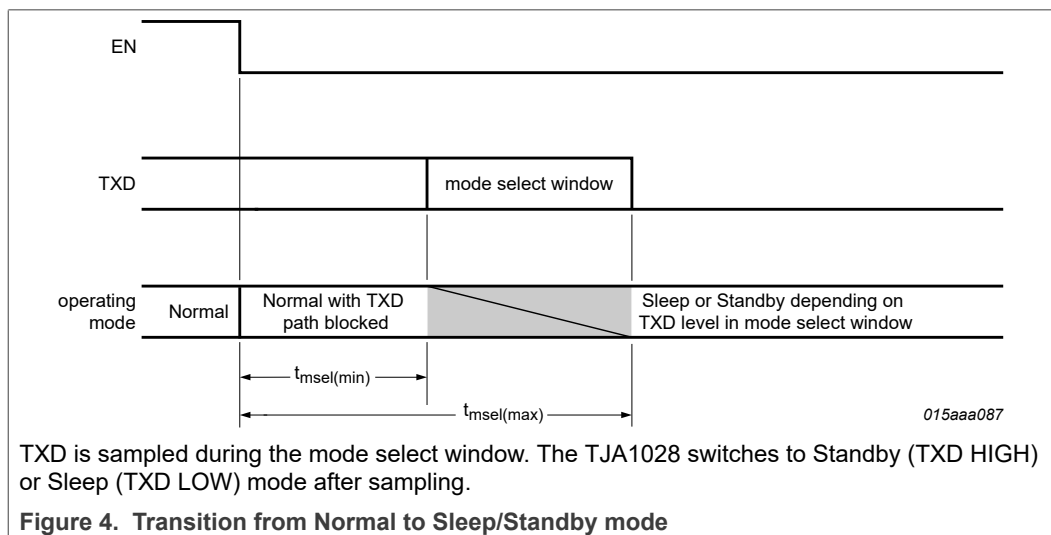 EN
TXD
mode select window
operating mode
Normal
Normal with TXD path blocked
Sleep or Standby depending on TXD level in mode select window
tmsel(min)
tmsel(max)
015aaa087
TXD is sampled during the mode select window. The TJA1028 switches to Standby (TXD HIGH)
or Sleep (TXD LOW) mode after sampling.
Figure 4. Transition from Normal to Sleep/Standby mode